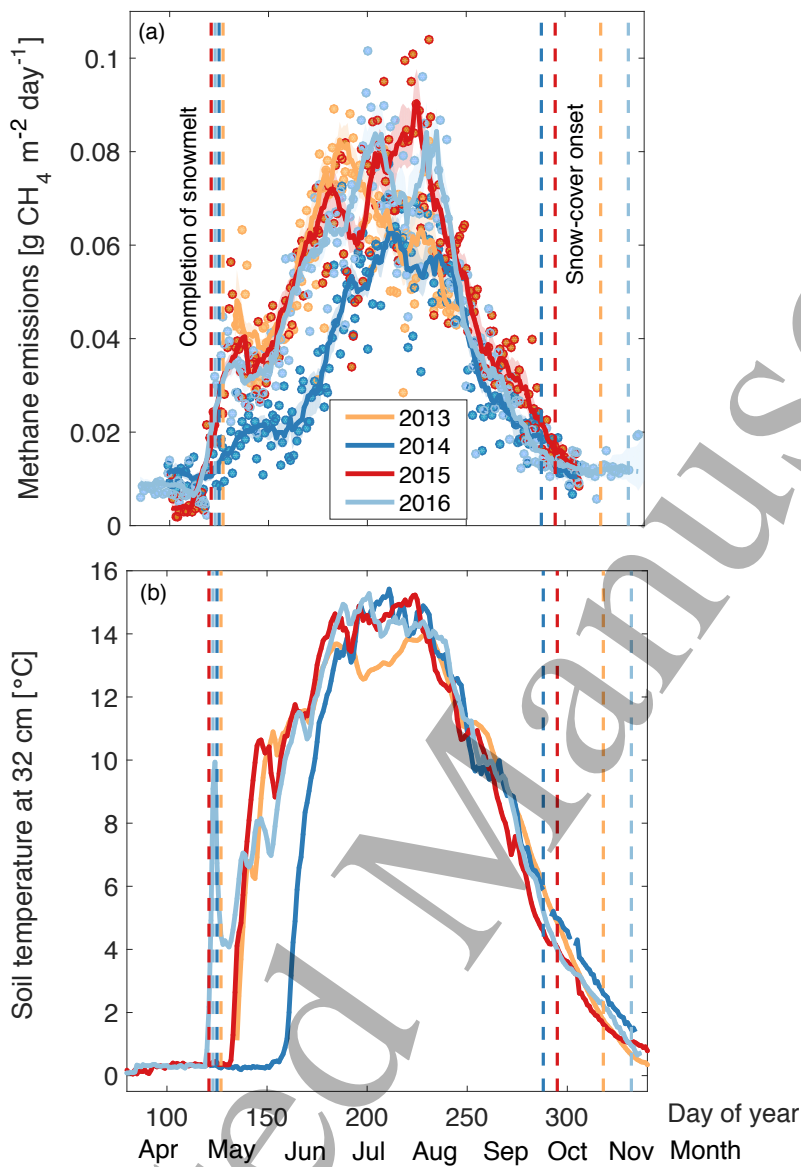 (a)
0.1
0.08
0.06
0.04
0.02
0
Methane emissions [g CH4 m-2 day-1]
Completion of snowmelt
Snow-cover onset
2013
2014
2015
2016
(b)
16
14
12
10
8
6
4
2
0
Soil temperature at 32 cm [°C]
100 150 200 250 300 Day of year
Apr May Jun Jul Aug Sep Oct Nov Month
ed Manus